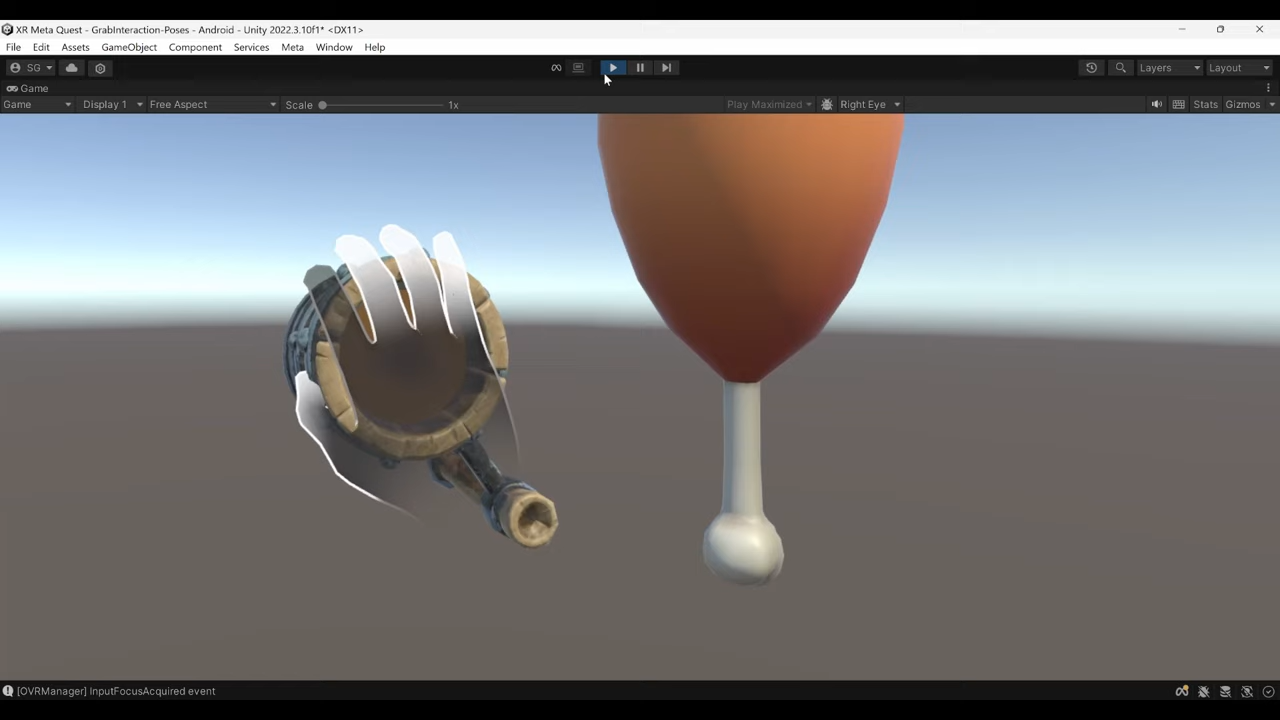 XR Meta Quest - GrabInteraction-Poses - Android - Unity 2022.3.10f1* <DX11>
File Edit Assets GameObject Component Services Meta Window Help
SG Layers Layout
Game
Game Display 1 Free Aspect Scale 1x Play Maximized Right Eye Stats Gizmos
[OVRManager] InputFocusAcquired event